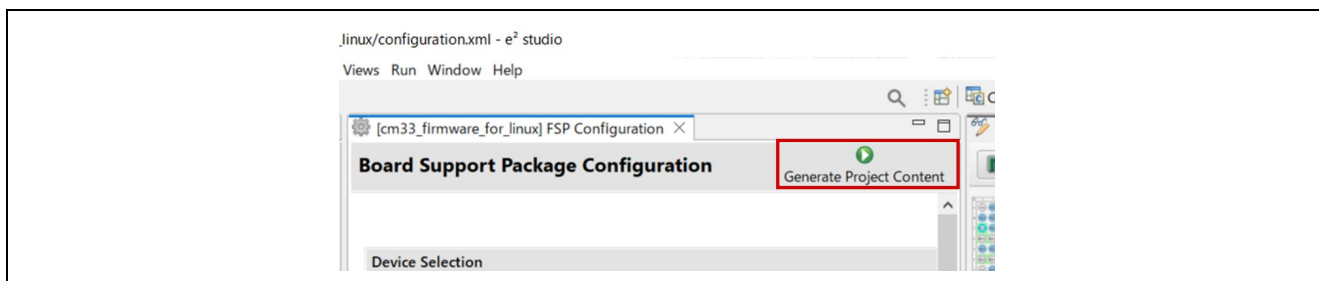 _linux/configuration.xml - e² studio
Views Run Window Help
[cm33_firmware_for_linux] FSP Configuration
Board Support Package Configuration
Generate Project Content
Device Selection